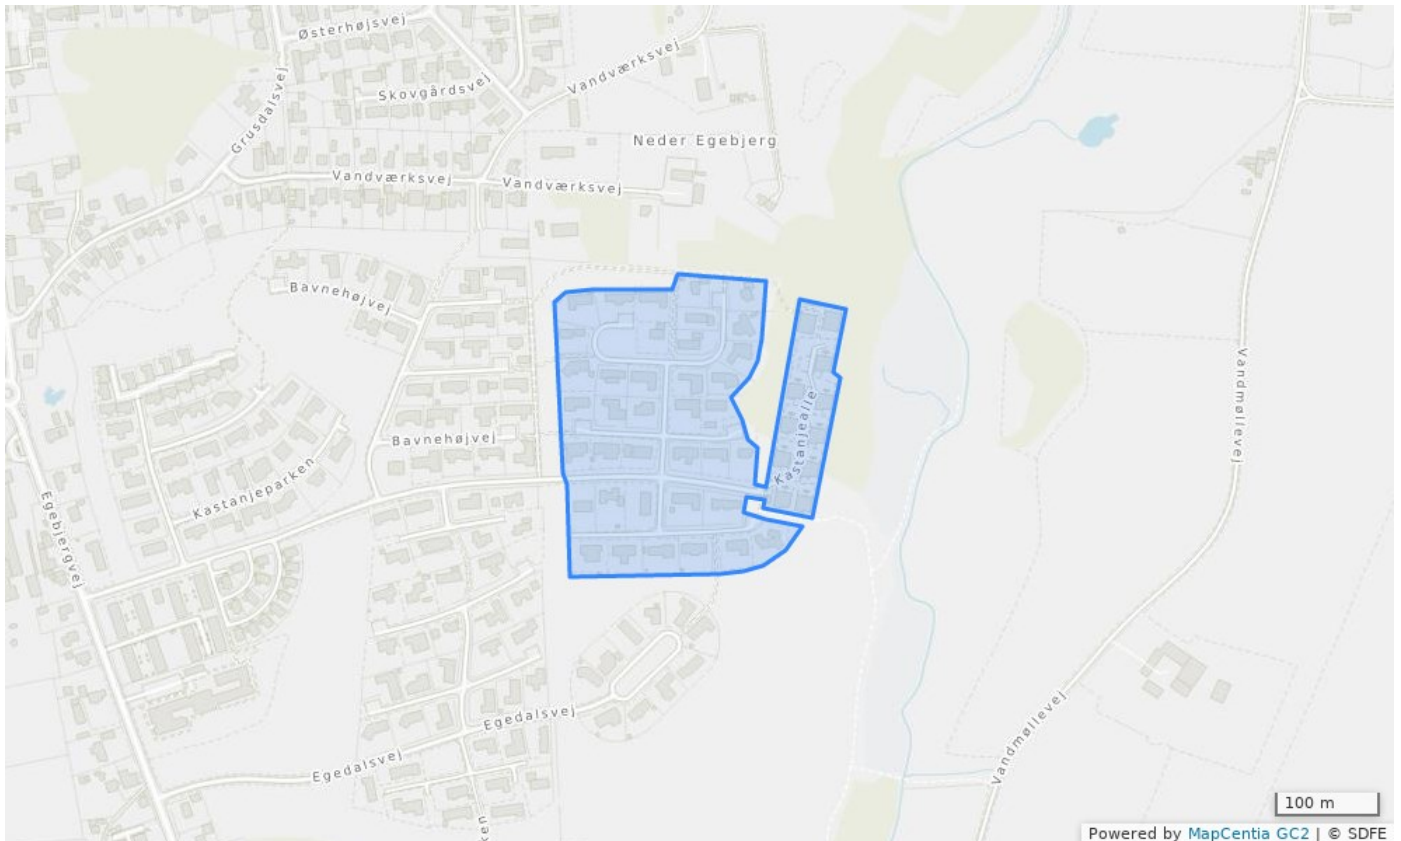 Østerhøjsvej
Vandværksvej
Skovgårdsvej
Grusdalsvej
Neder Egebjerg
Vandværksvej
Vandværksvej
Bavnehøjvej
Vandmøllevej
Kastanjealle
Bavnehøjvej
Kastanjeparken
Egebjergvej
Egedalsvej
Vandmøllevej
Egedalsvej
100 m
Powered by MapCentia GC2 | © SDFE